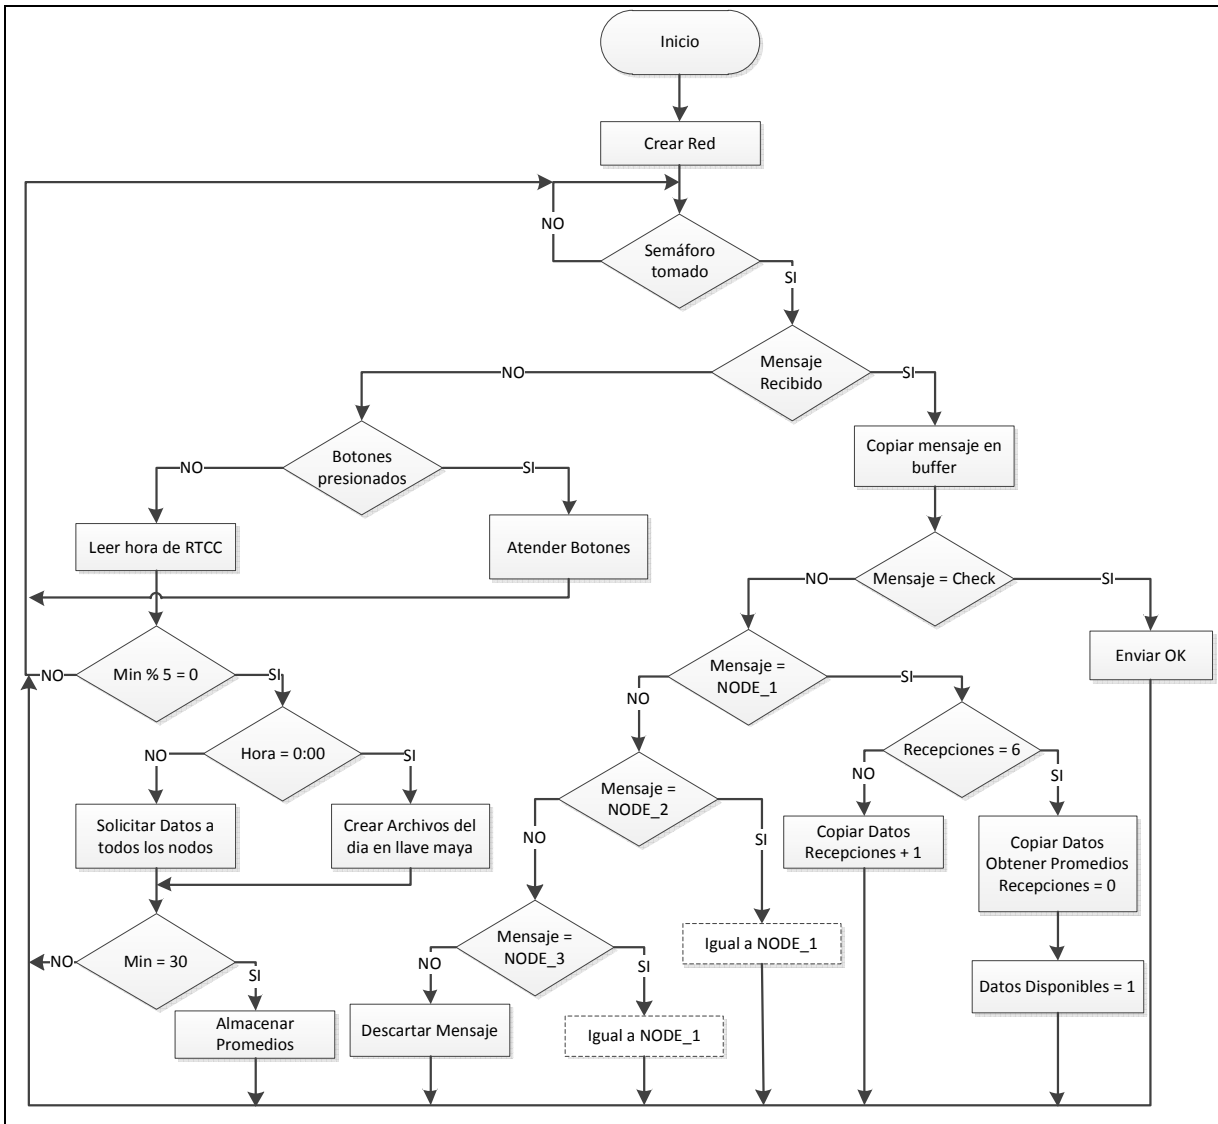 Inicio
Crear Red
NO
Semáforo
tomado
SI
Mensaje
Recibido
NO
SI
Botones
presionados
Copiar mensaje en
buffer
NO
SI
Leer hora de RTCC
Atender Botones
Mensaje = Check
NO
SI
Min % 5 = 0
NO
SI
Mensaje =
NODE_1
Enviar OK
NO
SI
Hora = 0:00
NO
SI
Recepciones = 6
NO
SI
Mensaje =
NODE_2
NO
SI
Solicitar Datos a
todos los nodos
Crear Archivos del
dia en llave maya
Copiar Datos
Recepciones + 1
Copiar Datos
Obtener Promedios
Recepciones = 0
Min = 30
NO
SI
Mensaje =
NODE_3
NO
SI
Igual a NODE_1
Datos Disponibles = 1
Almacenar
Promedios
Descartar Mensaje
Igual a NODE_1